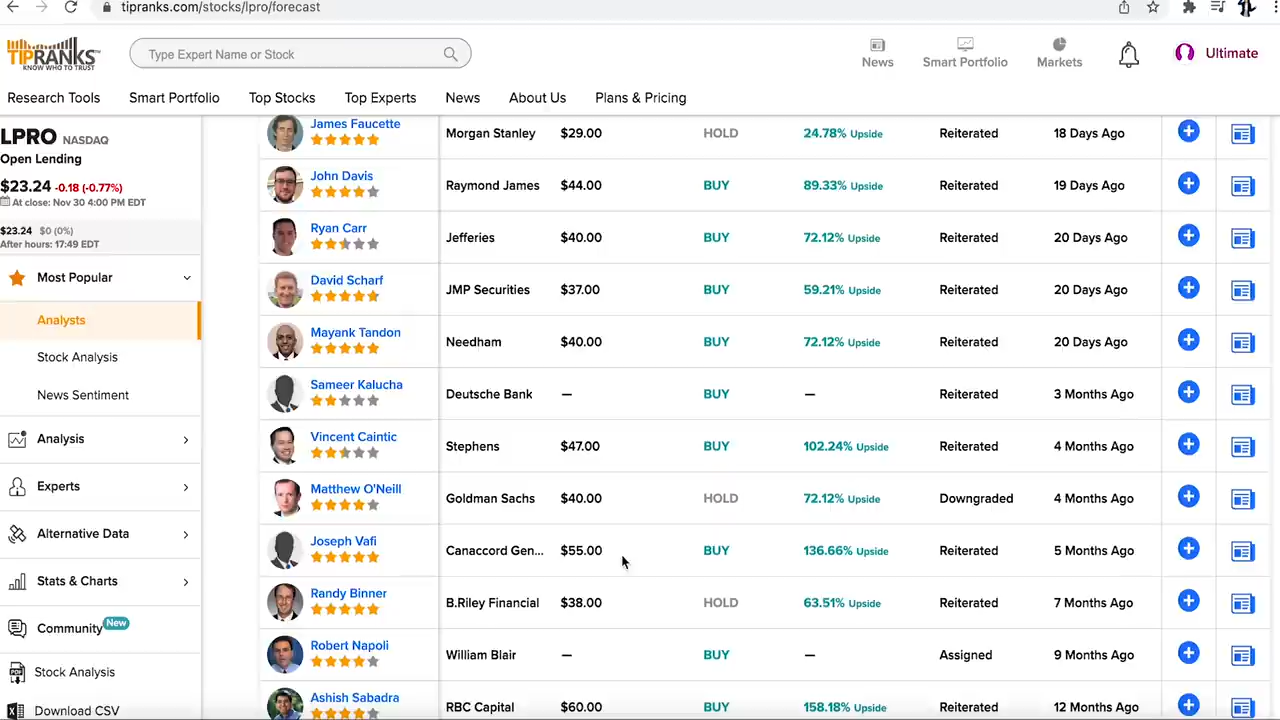 tipranks.com/stocks/lpro/forecast
TIPRANKS
KNOW WHO TO TRUST
Type Expert Name or Stock
News
Smart Portfolio
Markets
Ultimate
Research Tools Smart Portfolio Top Stocks Top Experts News About Us Plans & Pricing
LPRO NASDAQ
Open Lending
$23.24 -0.18 (-0.77%)
At close: Nov 30 4:00 PM EDT
$23.24 $0 (0%)
After hours: 17:49 EDT
Most Popular
Analysts
Stock Analysis
News Sentiment
Analysis
Experts
Alternative Data
Stats & Charts
Community New
Stock Analysis
Download CSV
James Faucette Morgan Stanley $29.00 HOLD 24.78% Upside Reiterated 18 Days Ago
John Davis Raymond James $44.00 BUY 89.33% Upside Reiterated 19 Days Ago
Ryan Carr Jefferies $40.00 BUY 72.12% Upside Reiterated 20 Days Ago
David Scharf JMP Securities $37.00 BUY 59.21% Upside Reiterated 20 Days Ago
Mayank Tandon Needham $40.00 BUY 72.12% Upside Reiterated 20 Days Ago
Sameer Kalucha Deutsche Bank — BUY — Reiterated 3 Months Ago
Vincent Caintic Stephens $47.00 BUY 102.24% Upside Reiterated 4 Months Ago
Matthew O'Neill Goldman Sachs $40.00 HOLD 72.12% Upside Downgraded 4 Months Ago
Joseph Vafi Canaccord Gen... $55.00 BUY 136.66% Upside Reiterated 5 Months Ago
Randy Binner B.Riley Financial $38.00 HOLD 63.51% Upside Reiterated 7 Months Ago
Robert Napoli William Blair — BUY — Assigned 9 Months Ago
Ashish Sabadra RBC Capital $60.00 BUY 158.18% Upside Reiterated 12 Months Ago